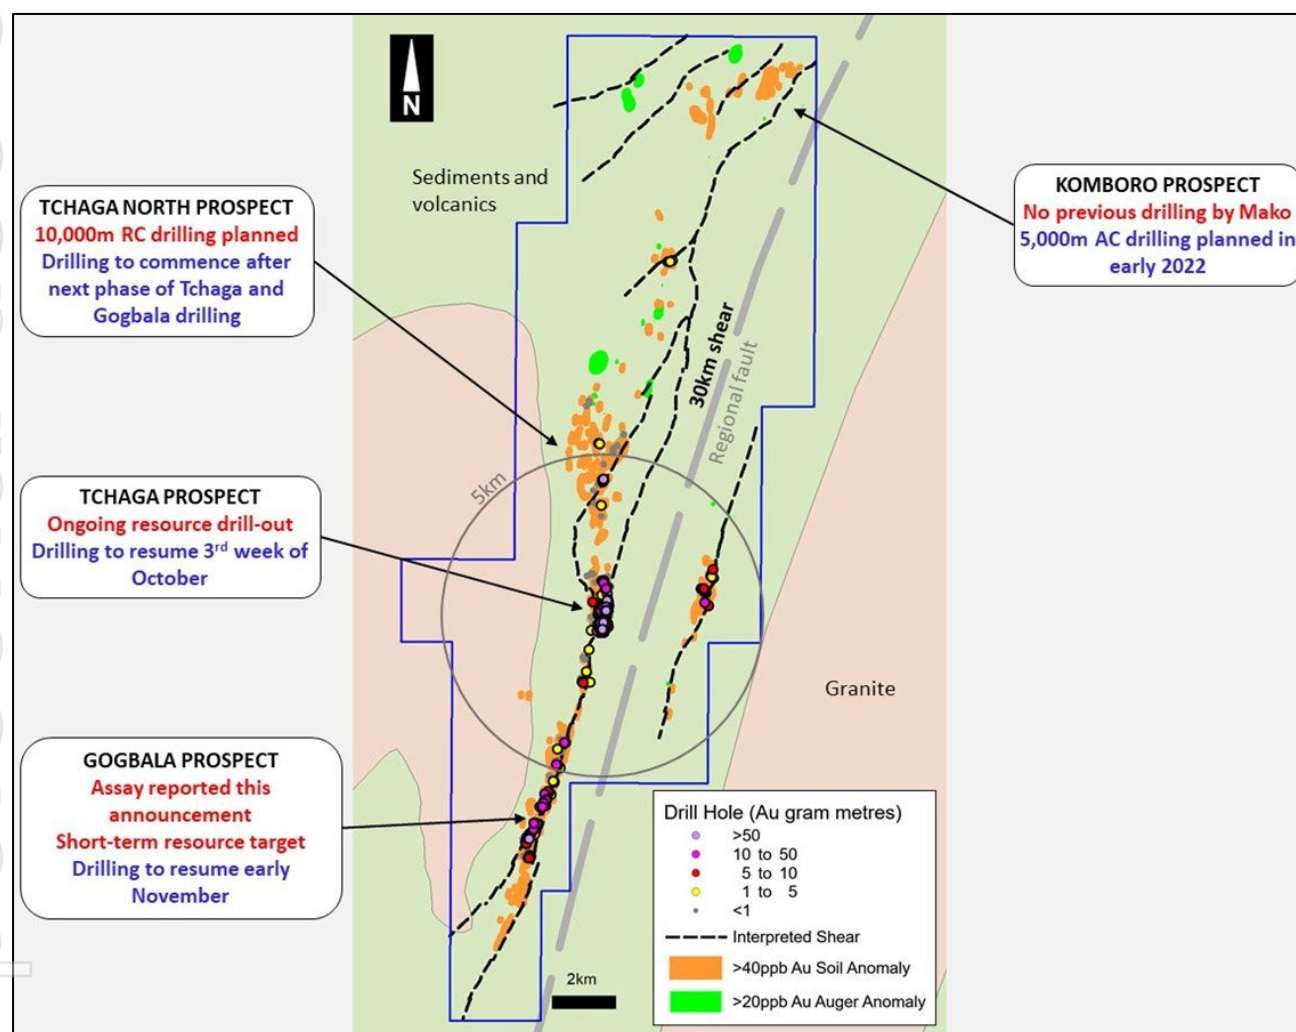 N
Sediments and
volcanics
TCHAGA NORTH PROSPECT
10,000m RC drilling planned
Drilling to commence after
next phase of Tchaga and
Gogbala drilling
KOMBORO PROSPECT
No previous drilling by Mako
5,000m AC drilling planned in
early 2022
30km shear
Regional fault
5km
TCHAGA PROSPECT
Ongoing resource drill-out
Drilling to resume 3rd week of
October
Granite
GOGBALA PROSPECT
Assay reported this
announcement
Short-term resource target
Drilling to resume early
November
2km
Drill Hole (Au gram metres)
>50
10 to 50
5 to 10
1 to 5
<1
Interpreted Shear
>40ppb Au Soil Anomaly
>20ppb Au Auger Anomaly